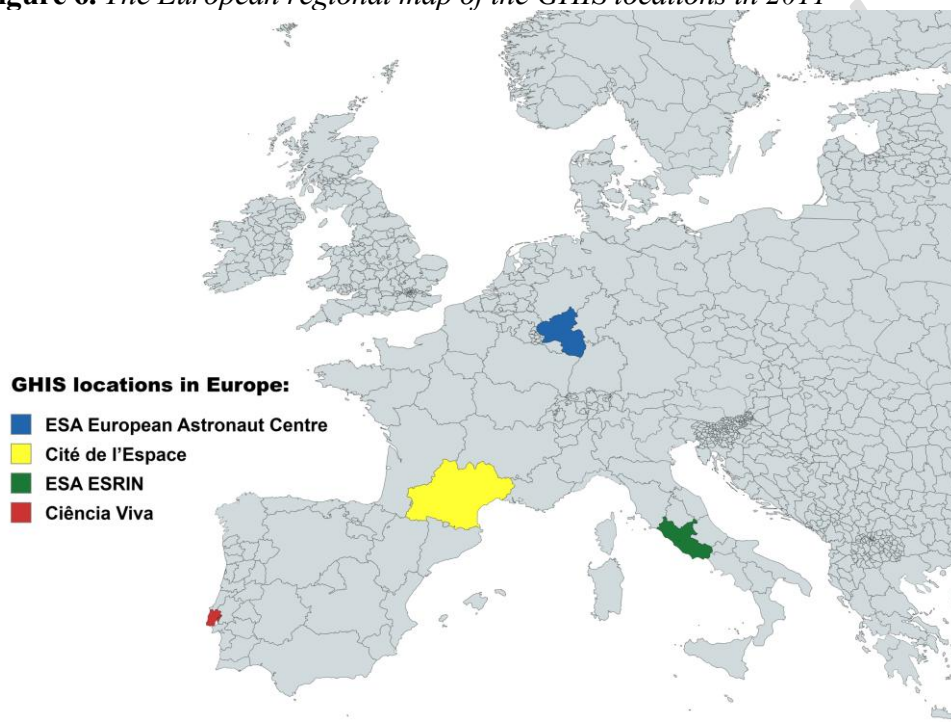 gure 6. The European regional map of the GHIS locations in 2011
GHIS locations in Europe:
ESA European Astronaut Centre
Cité de l'Espace
ESA ESRIN
Ciência Viva